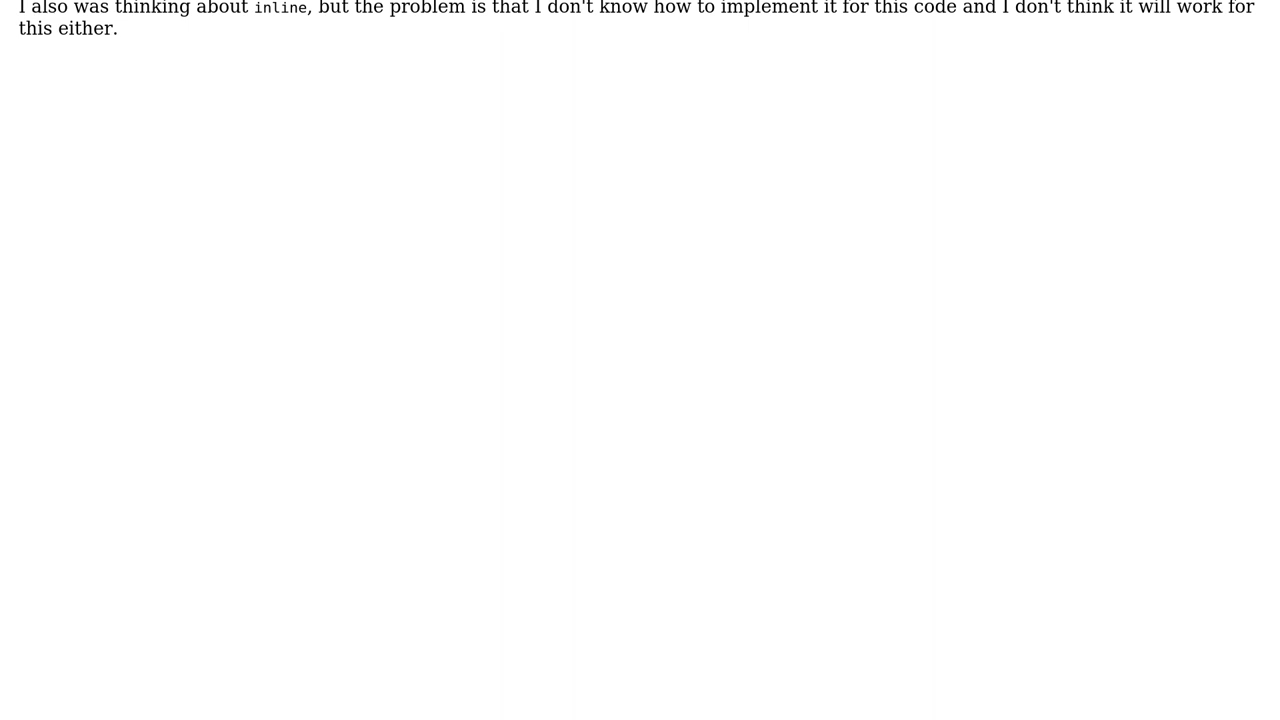 I also was thinking about inline, but the problem is that I don't know how to implement it for this code and I don't think it will work for
this either.